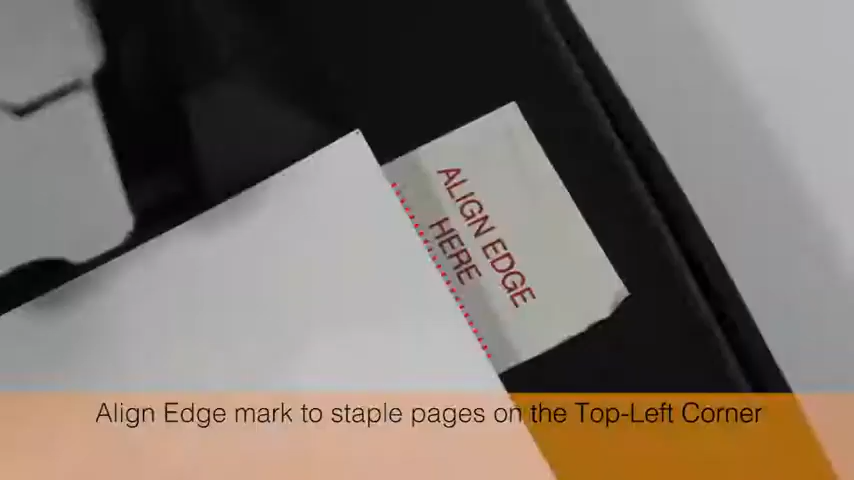 ALIGN EDGE
HERE
Align Edge mark to staple pages on the Top-Left Corner